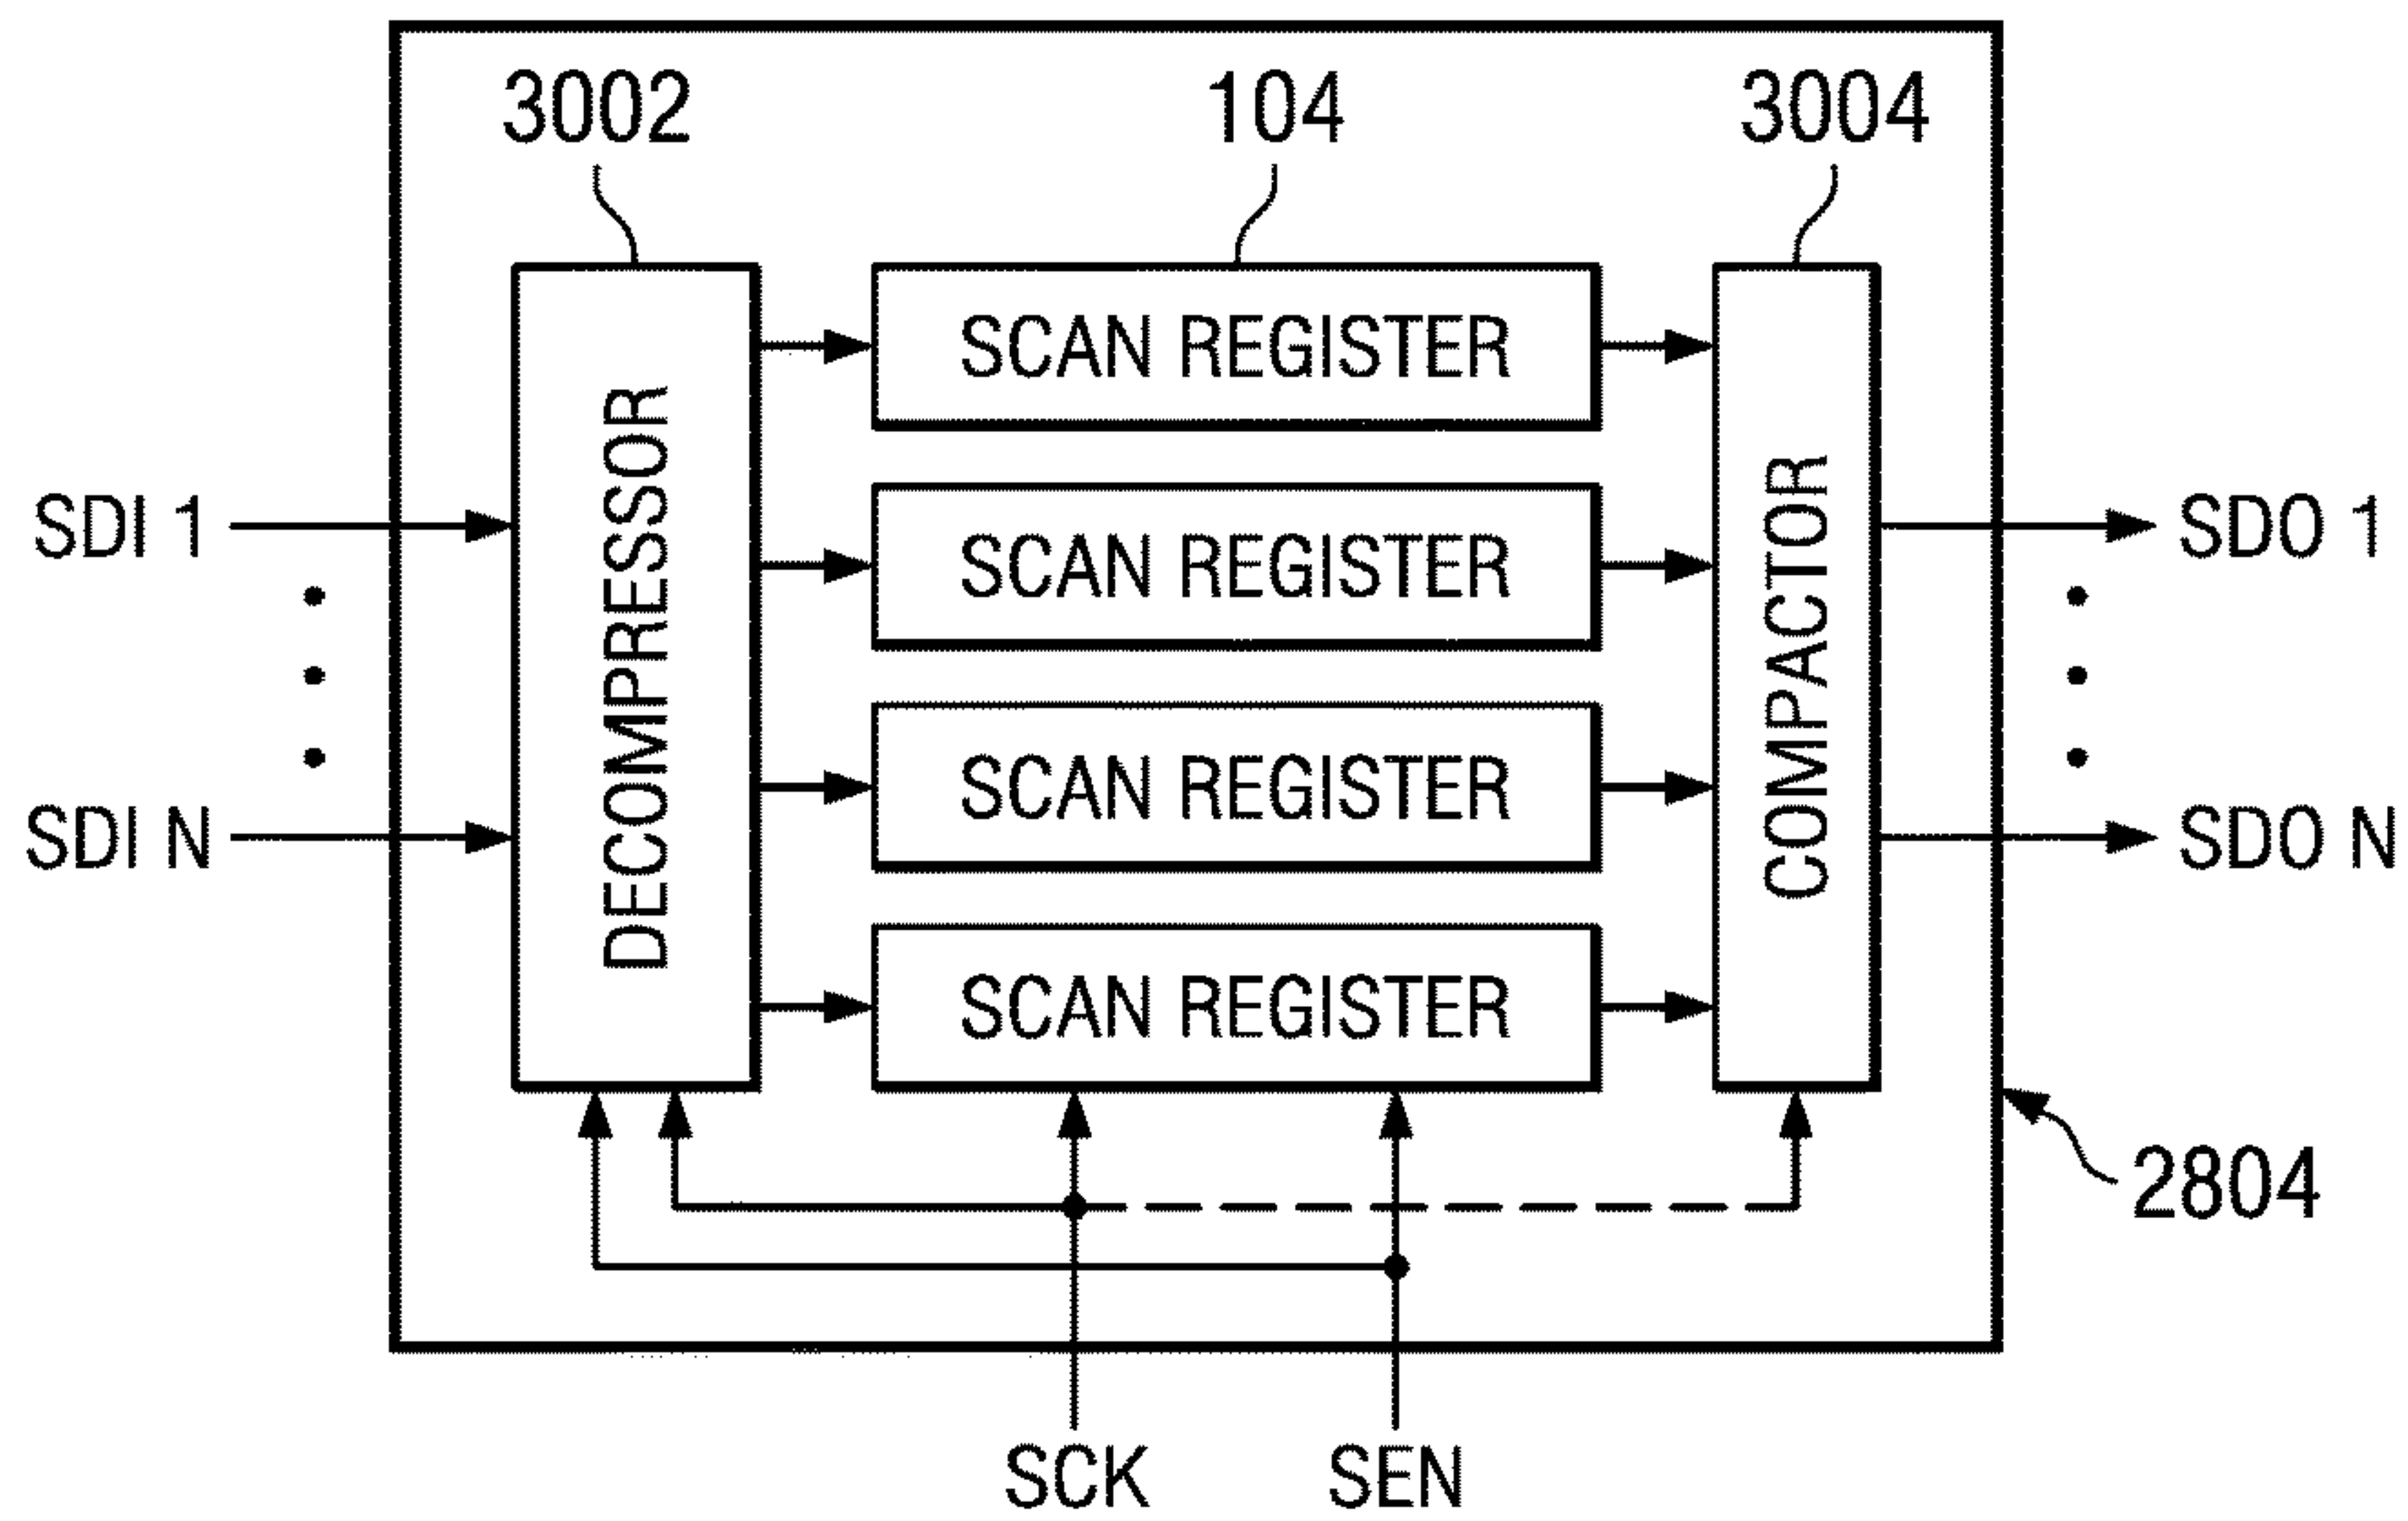 3002
104
3004
SCAN REGISTER
SCAN REGISTER
SCAN REGISTER
SCAN REGISTER
DECOMPRESSOR
COMPACTOR
SDI 1
SDI N
SDO 1
SDO N
2804
SCK
SEN